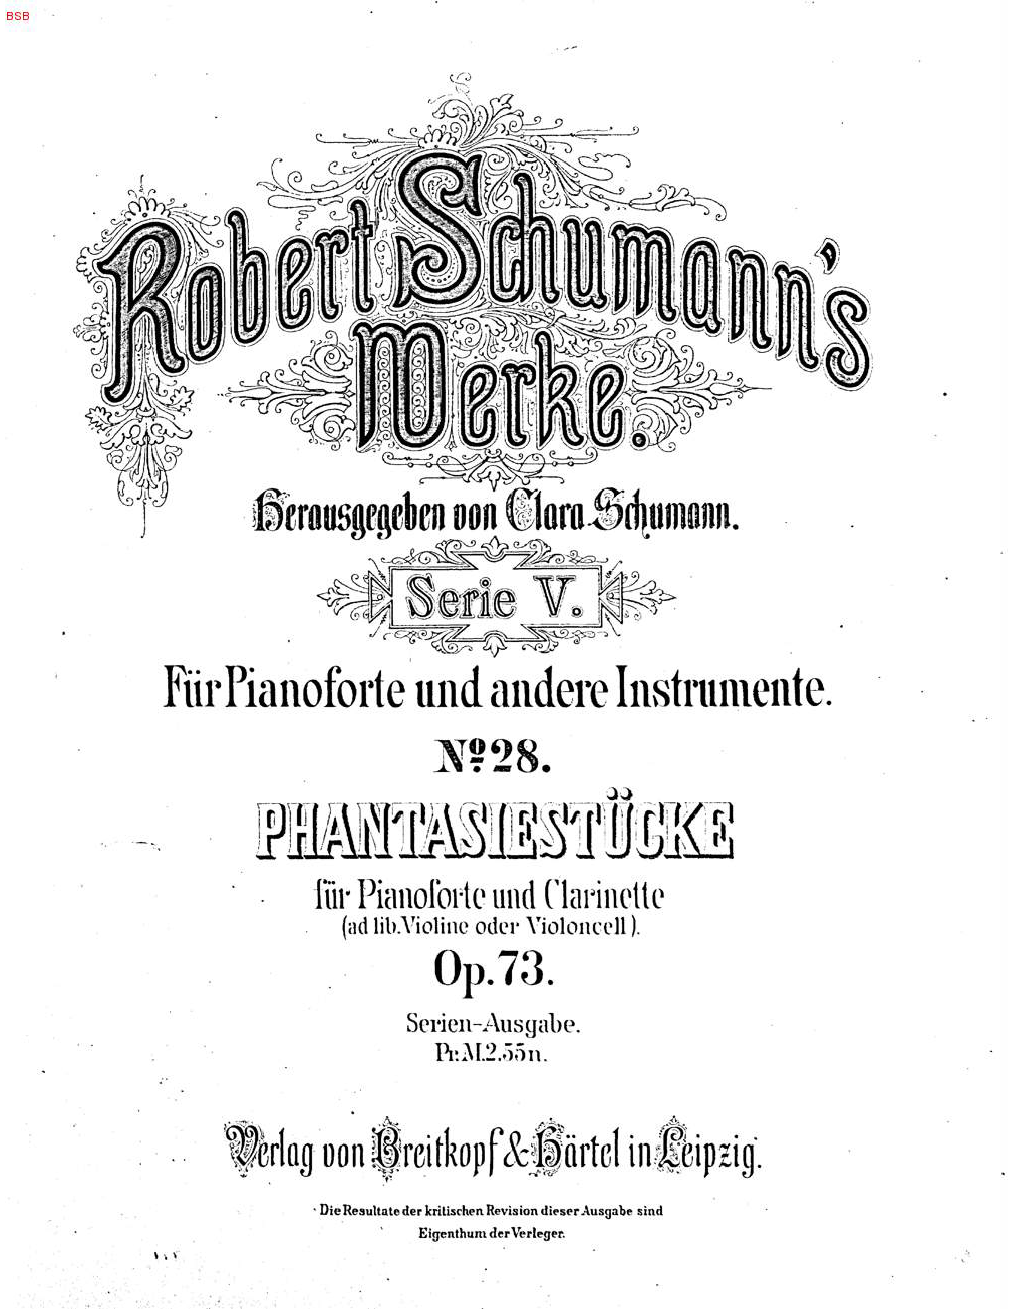 BSB
Robert Schumann's
Werke.
Herausgegeben von Clara Schumann.
Serie V.
Für Pianoforte und andere Instrumente.
Nº 28.
PHANTASIESTÜCKE
für Pianoforte und Clarinette
(ad lib. Violine oder Violoncell).
Op. 73.
Serien-Ausgabe.
Pr. M. 2.55 n.
Verlag von Breitkopf & Härtel in Leipzig.
Die Resultate der kritischen Revision dieser Ausgabe sind
Eigenthum der Verleger.